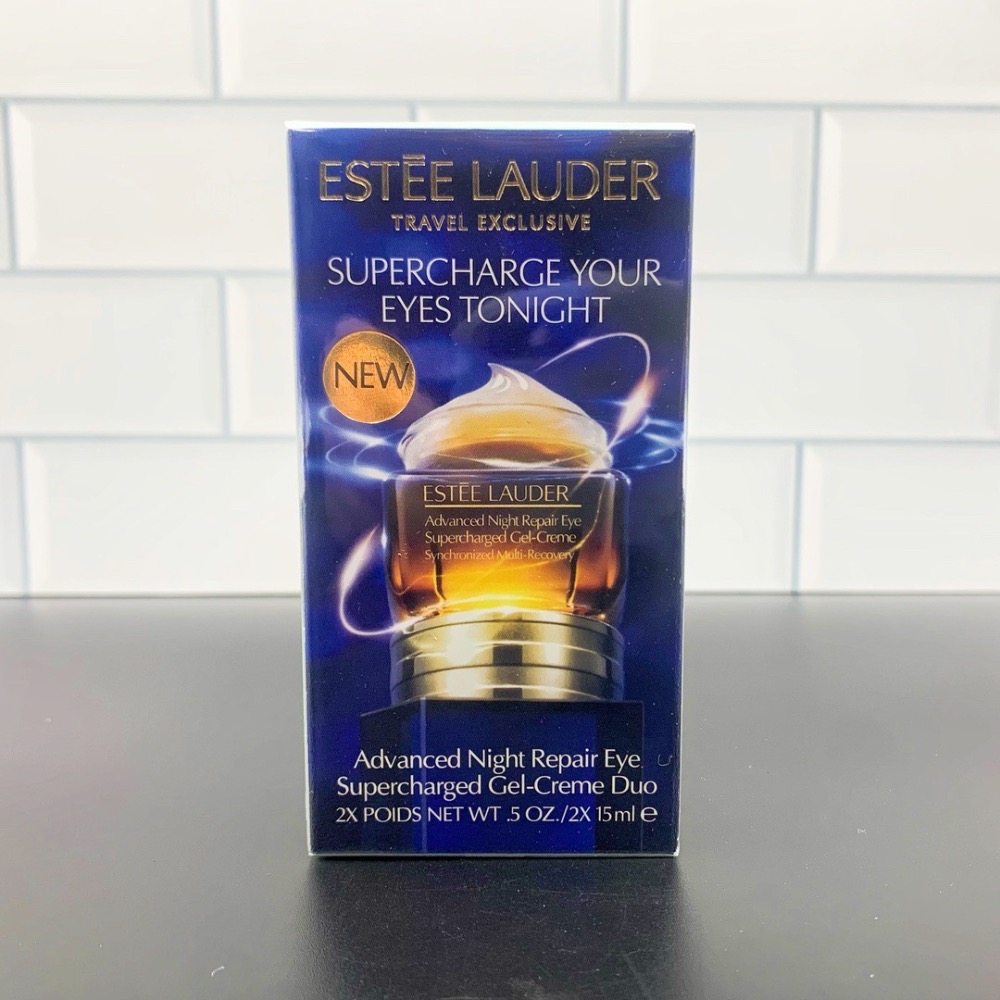 ESTĒE LAUDER
TRAVEL EXCLUSIVE
SUPERCHARGE YOUR
EYES TONIGHT
NEW
ESTĒE LAUDER
Advanced Night Repair Eye
Supercharged Gel-Creme
Synchronized Multi-Recovery
Advanced Night Repair Eye
Supercharged Gel-Creme Duo
2X POIDS NET WT .5 OZ./2X 15ml ℮